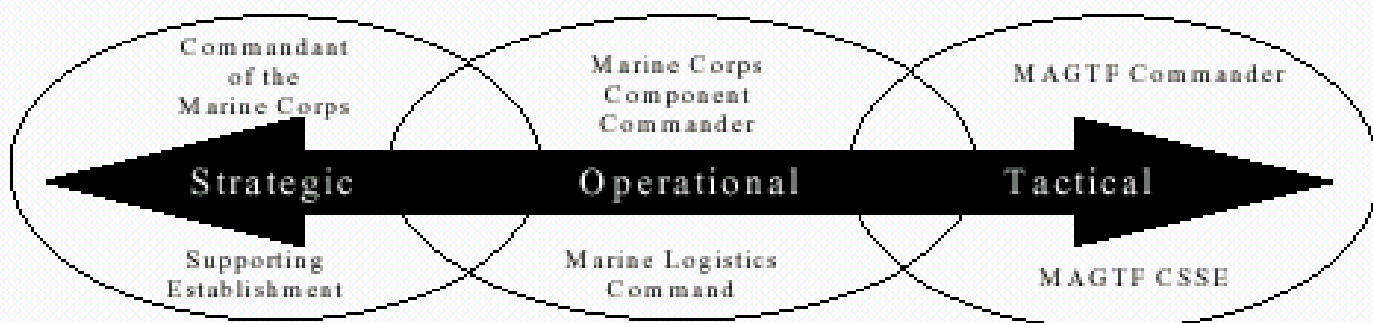 Commandant
of the
Marine Corps
Marine Corps
Component
Commander
MAGTF Commander
Strategic
Operational
Tactical
Supporting
Establishment
Marine Logistics
Command
MAGTF CSSE